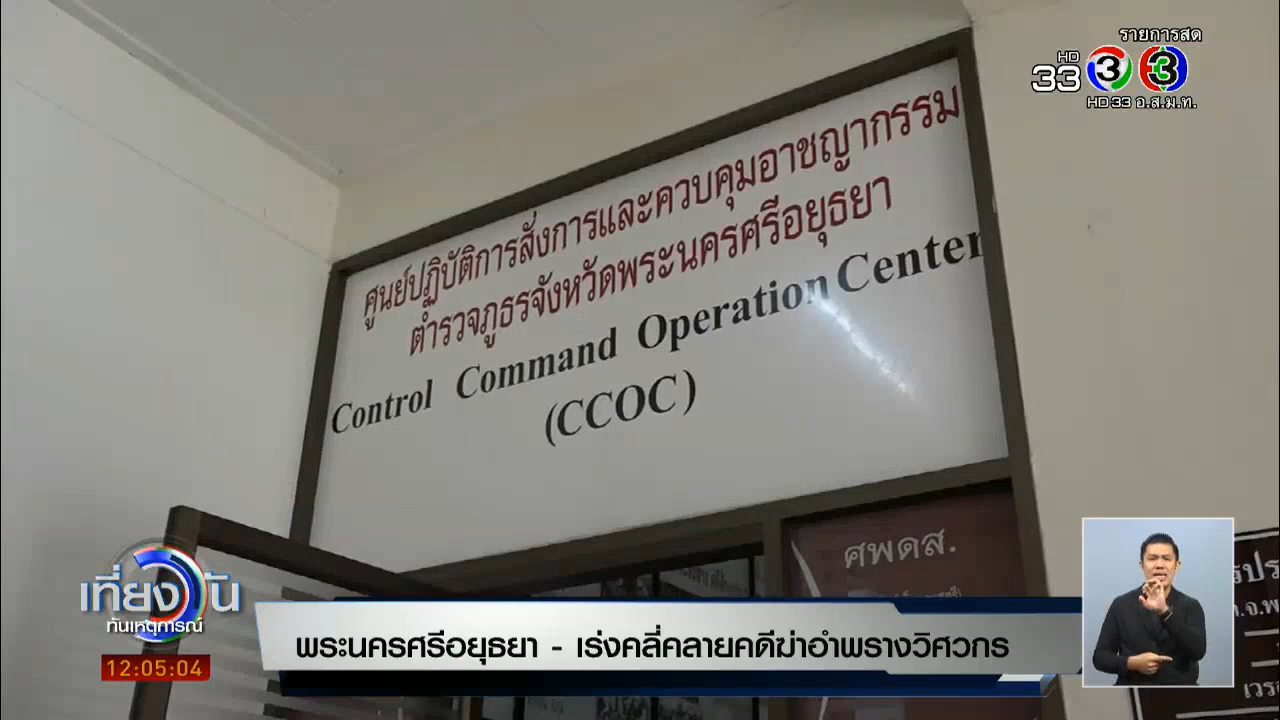 รายการสด
HD
33 3 3
HD 33 อ.ส.ม.ท.
ศูนย์ปฏิบัติการสั่งการและควบคุมอาชญากรรม
ตำรวจภูธรจังหวัดพระนครศรีอยุธยา
Control Command Operation Center
(CCOC)
ศพดส.
เที่ยงวัน
ทันเหตุการณ์
12:05:04
พระนครศรีอยุธยา - เร่งคลี่คลายคดีฆ่าอำพรางวิศวกร